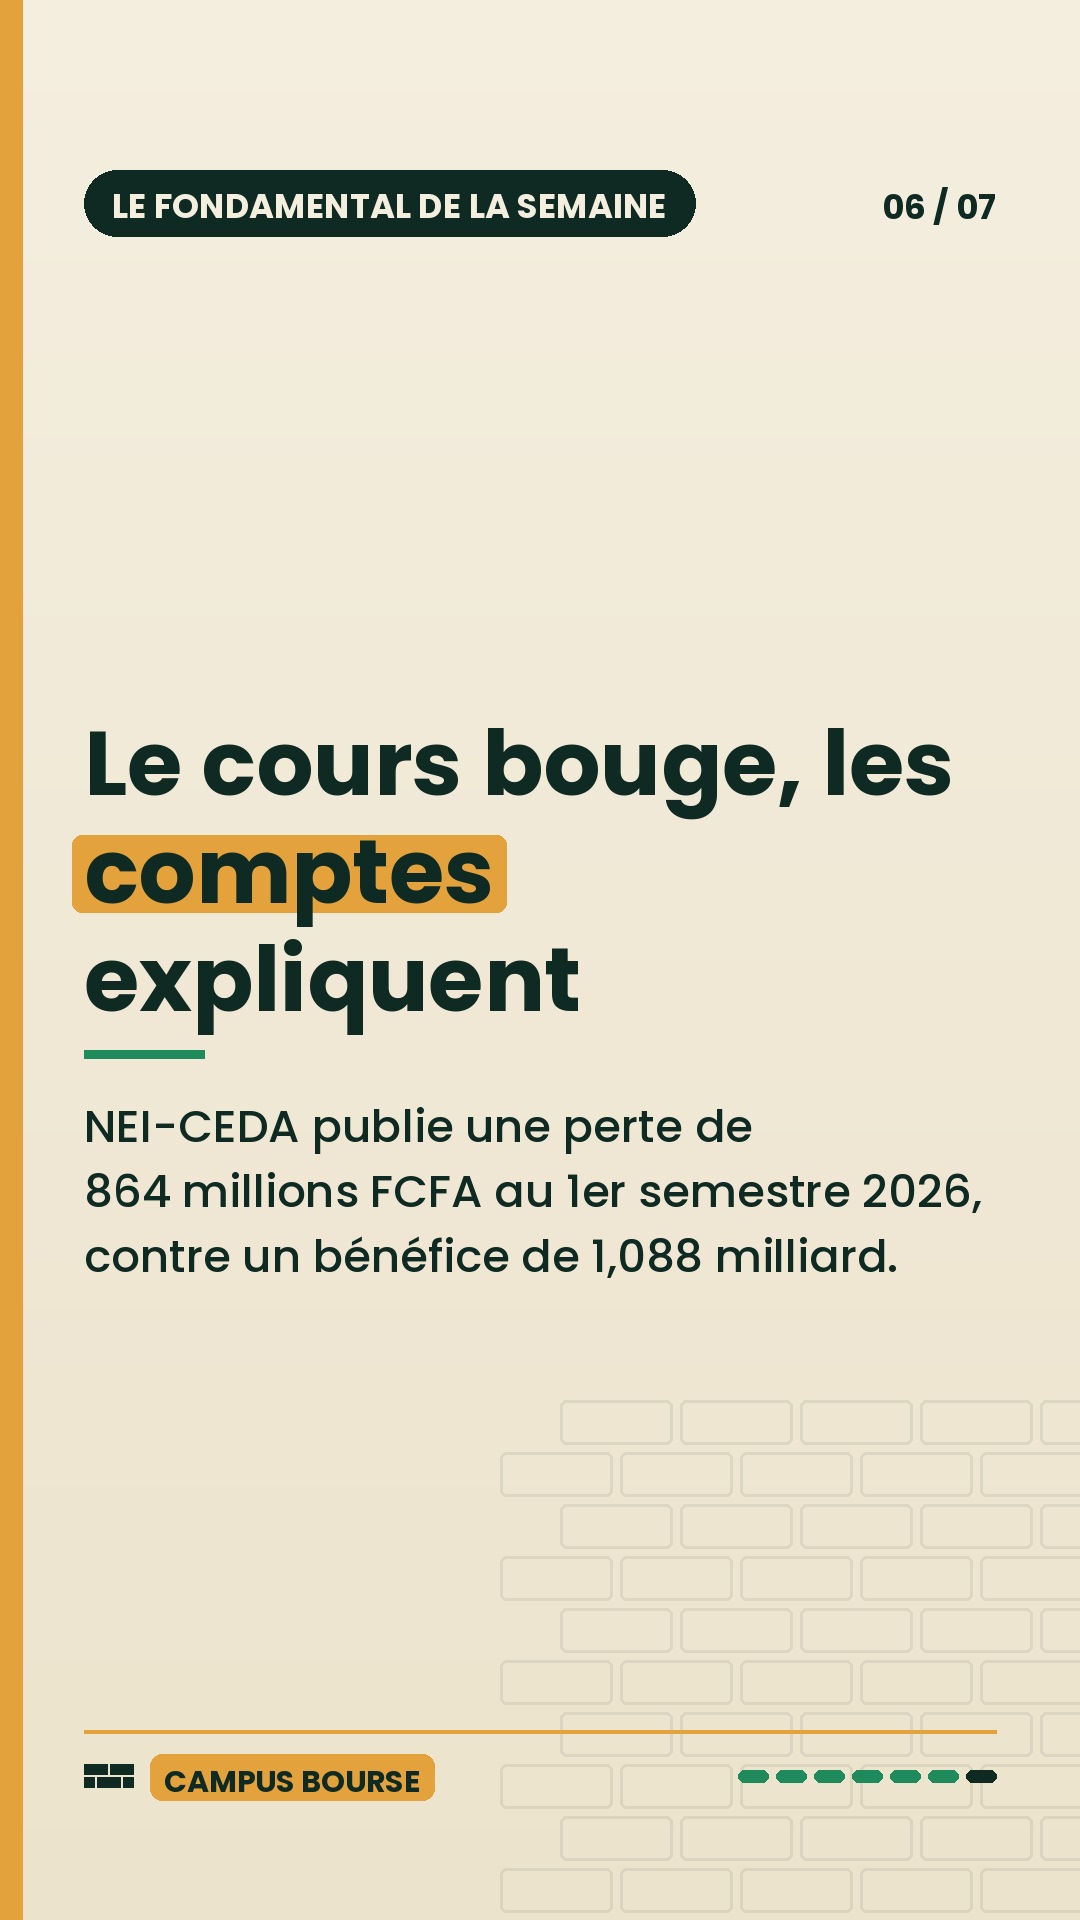 LE FONDAMENTAL DE LA SEMAINE
06 / 07
Le cours bouge, les
comptes
expliquent
NEI-CEDA publie une perte de
864 millions FCFA au 1er semestre 2026,
contre un bénéfice de 1,088 milliard.
CAMPUS BOURSE